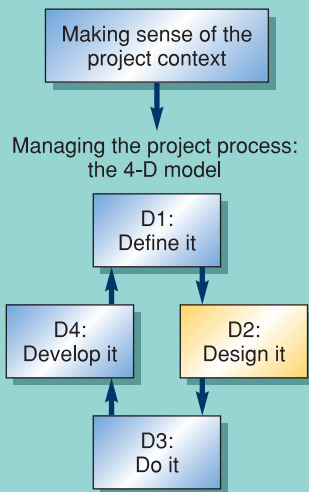 Making sense of the
project context
Managing the project process:
the 4-D model
D1:
Define it
D4:
Develop it
D2:
Design it
D3:
Do it